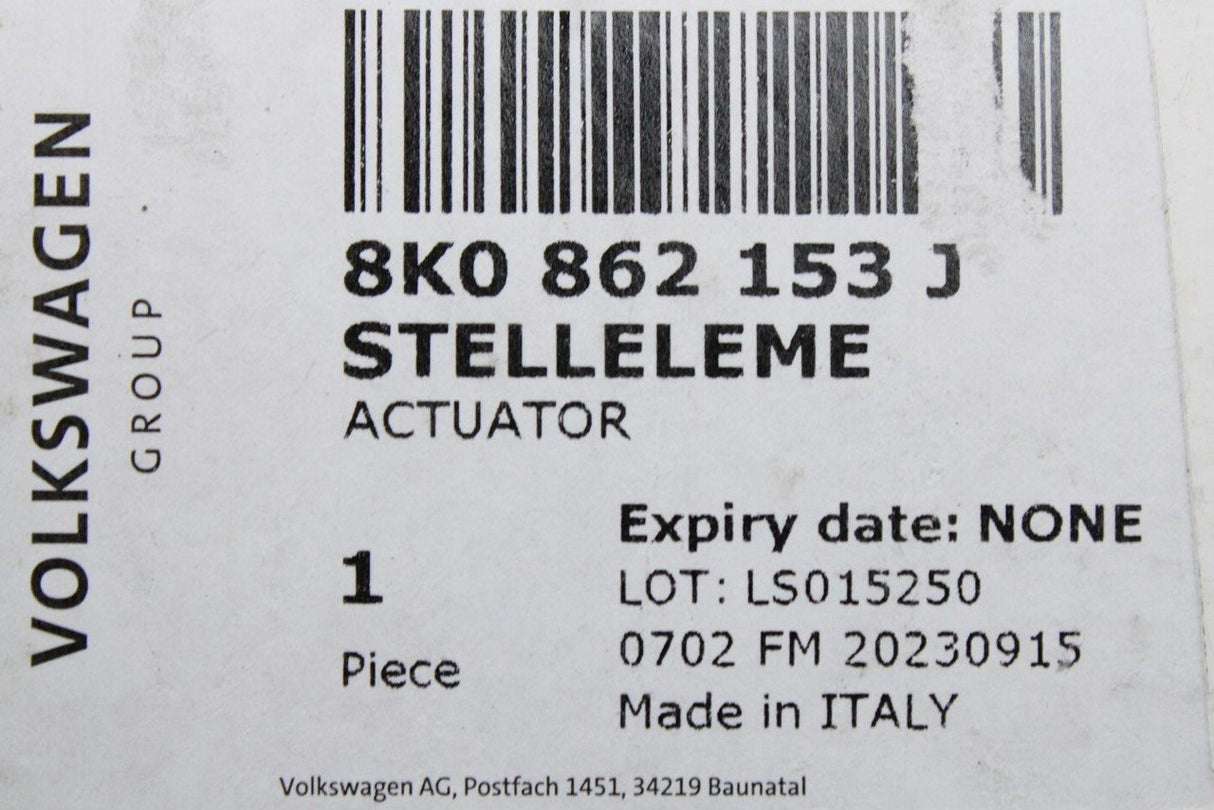 VOLKSWAGEN
GROUP
8K0 862 153 J
STELLELEME
ACTUATOR
1
Piece
Expiry date: NONE
LOT: LS015250
0702 FM 20230915
Made in ITALY
Volkswagen AG, Postfach 1451, 34219 Baunatal